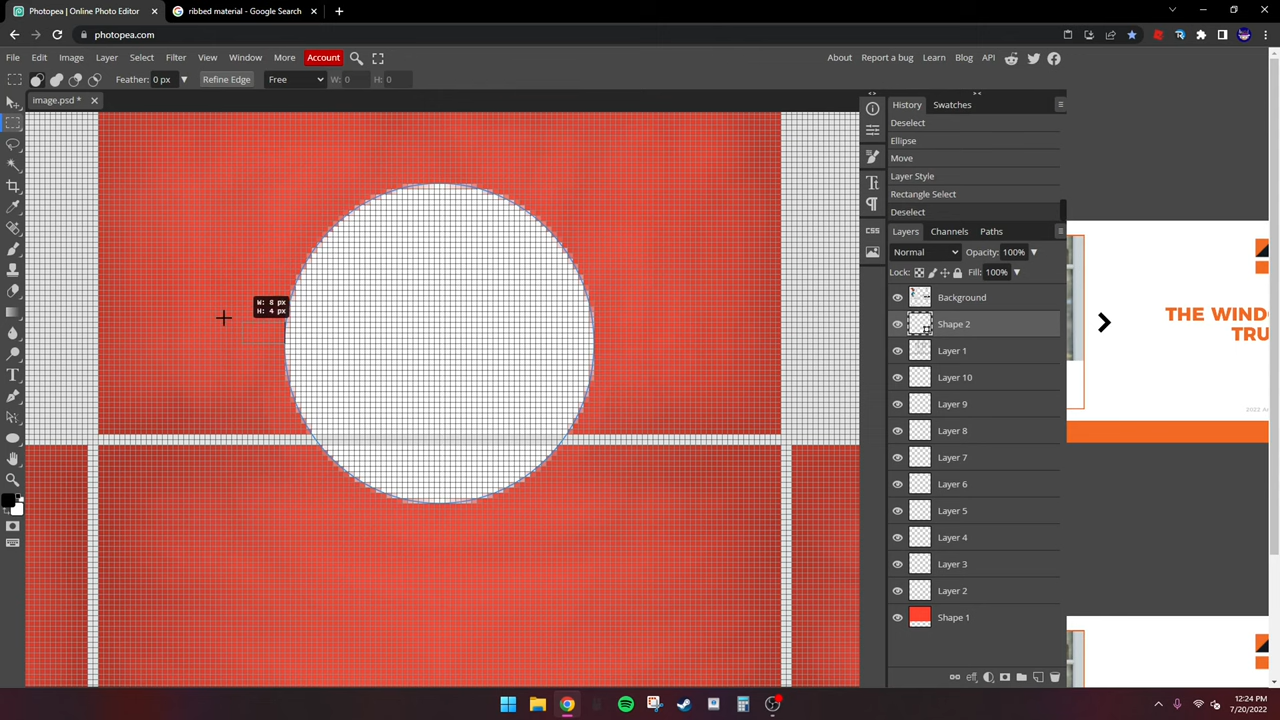 Photopea | Online Photo Editor
ribbed material - Google Search
photopea.com
File Edit Image Layer Select Filter View Window More Account
About Report a bug Learn Blog API
Feather: 0 px Refine Edge Free W: 0 H: 0
image.psd *
History Swatches
Deselect
Ellipse
Move
Layer Style
Rectangle Select
Deselect
Layers Channels Paths
Normal Opacity: 100%
Lock: Fill: 100%
CSS
Background
Shape 2
Layer 1
Layer 10
Layer 9
Layer 8
Layer 7
Layer 6
Layer 5
Layer 4
Layer 3
Layer 2
Shape 1
W: 8 px
H: 4 px
THE WIND
TRU
12:24 PM
7/20/2022